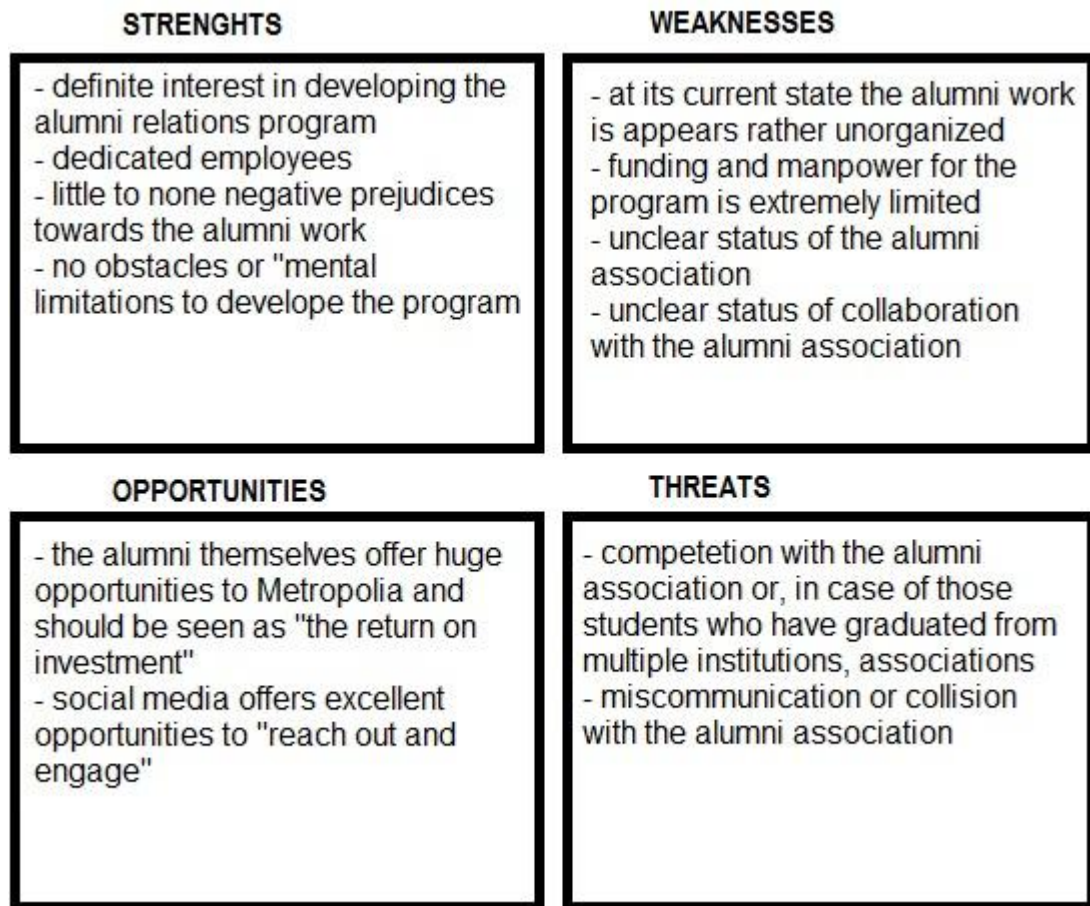 STRENGHTS
- definite interest in developing the
alumni relations program
- dedicated employees
- little to none negative prejudices
towards the alumni work
- no obstacles or "mental
limitations to develope the program
WEAKNESSES
- at its current state the alumni work
is appears rather unorganized
- funding and manpower for the
program is extremely limited
- unclear status of the alumni
association
- unclear status of collaboration
with the alumni association
OPPORTUNITIES
- the alumni themselves offer huge
opportunities to Metropolia and
should be seen as "the return on
investment"
- social media offers excellent
opportunities to "reach out and
engage"
THREATS
- competetion with the alumni
association or, in case of those
students who have graduated from
multiple institutions, associations
- miscommunication or collision
with the alumni association